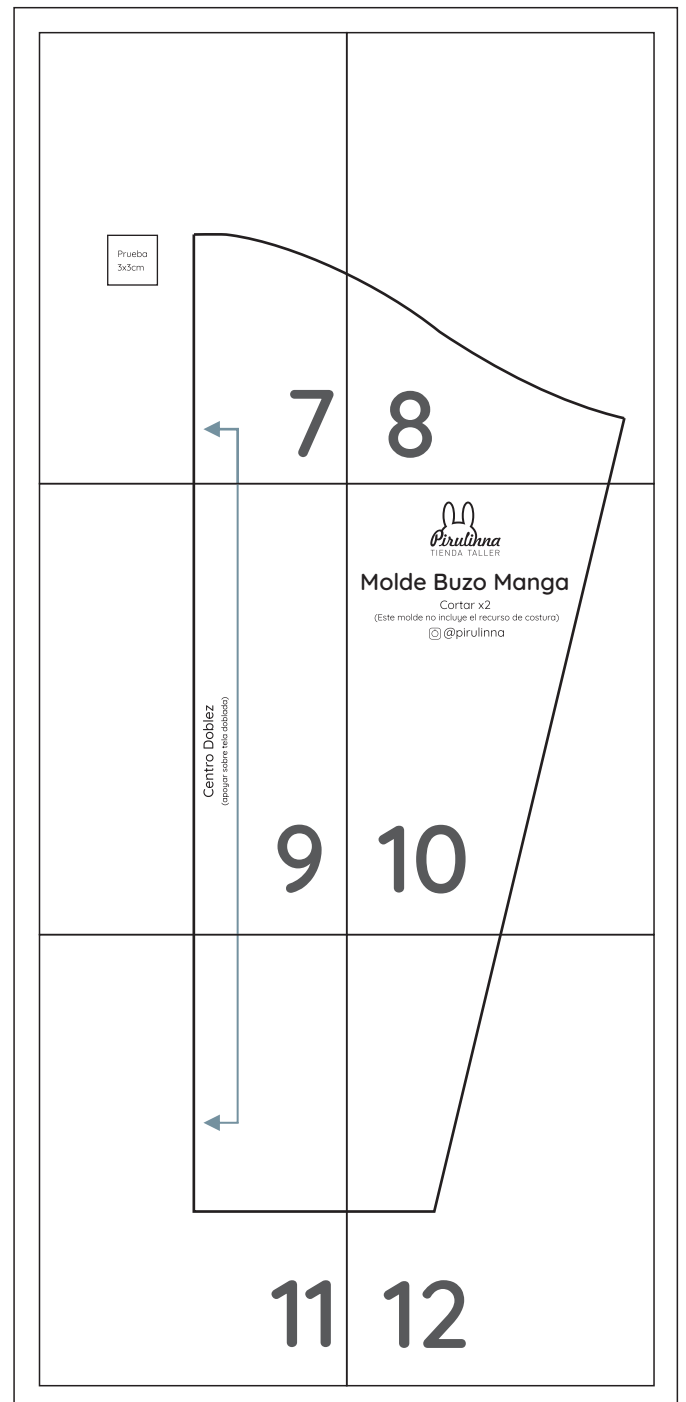 Prueba
3x3cm
7
8
Pirulinna
TIENDA TALLER
Molde Buzo Manga
Cortar x2
(Este molde no incluye el recurso de costura)
@pirulinna
Centro Doblez
(apoyar sobre tela doblada)
9
10
11
12